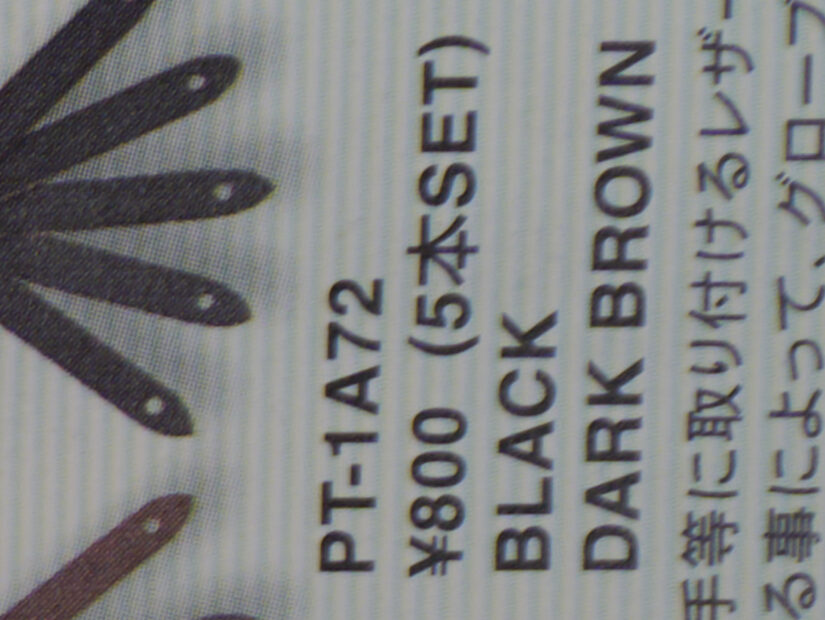 PT-1A72
¥800 (5本SET)
BLACK
DARK BROWN
手等に取り付けるレザー
る事によって、グローブ